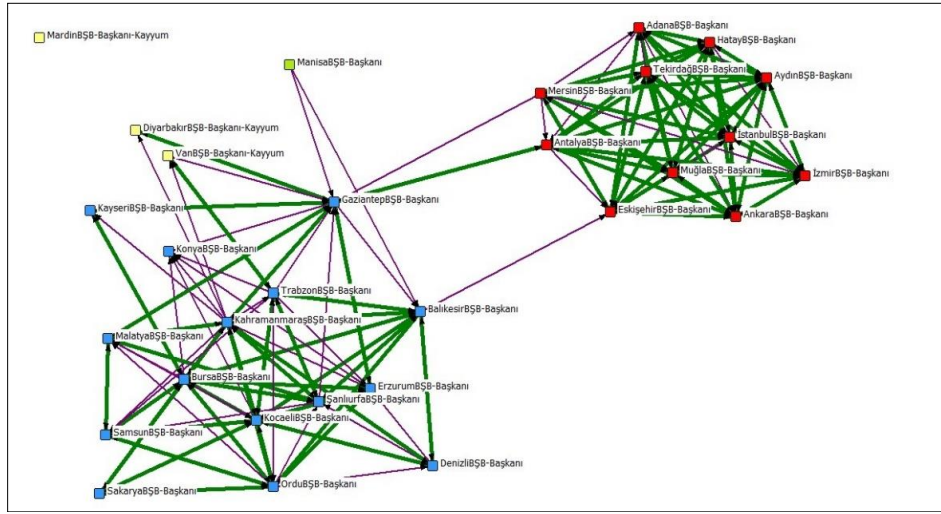 AdanaBŞB-Başkanı
HatayBŞB-Başkanı
MardinBŞB-Başkanı-Kayyum
ManisaBŞB-Başkanı
TekirdağBŞB-Başkanı
AydınBŞB-Başkanı
MersinBŞB-Başkanı
DiyarbakırBŞB-Başkanı-Kayyum
İstanbulBŞB-Başkanı
AntalyaBŞB-Başkanı
VanBŞB-Başkanı-Kayyum
MuğlaBŞB-Başkanı
İzmirBŞB-Başkanı
GaziantepBŞB-Başkanı
KayseriBŞB-Başkanı
EskişehirBŞB-Başkanı
AnkaraBŞB-Başkanı
KonyaBŞB-Başkanı
TrabzonBŞB-Başkanı
BalıkesirBŞB-Başkanı
KahramanmaraşBŞB-Başkanı
MalatyaBŞB-Başkanı
BursaBŞB-Başkanı
ErzurumBŞB-Başkanı
ŞanlıurfaBŞB-Başkanı
KocaeliBŞB-Başkanı
SamsunBŞB-Başkanı
DenizliBŞB-Başkanı
OrduBŞB-Başkanı
SakaryaBŞB-Başkanı